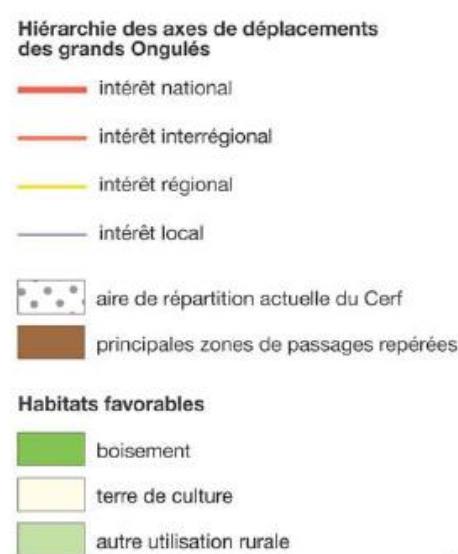 Hiérarchie des axes de déplacements
des grands Ongulés
intérêt national
intérêt interrégional
intérêt régional
intérêt local
aire de répartition actuelle du Cerf
principales zones de passages repérées
Habitats favorables
boisement
terre de culture
autre utilisation rurale